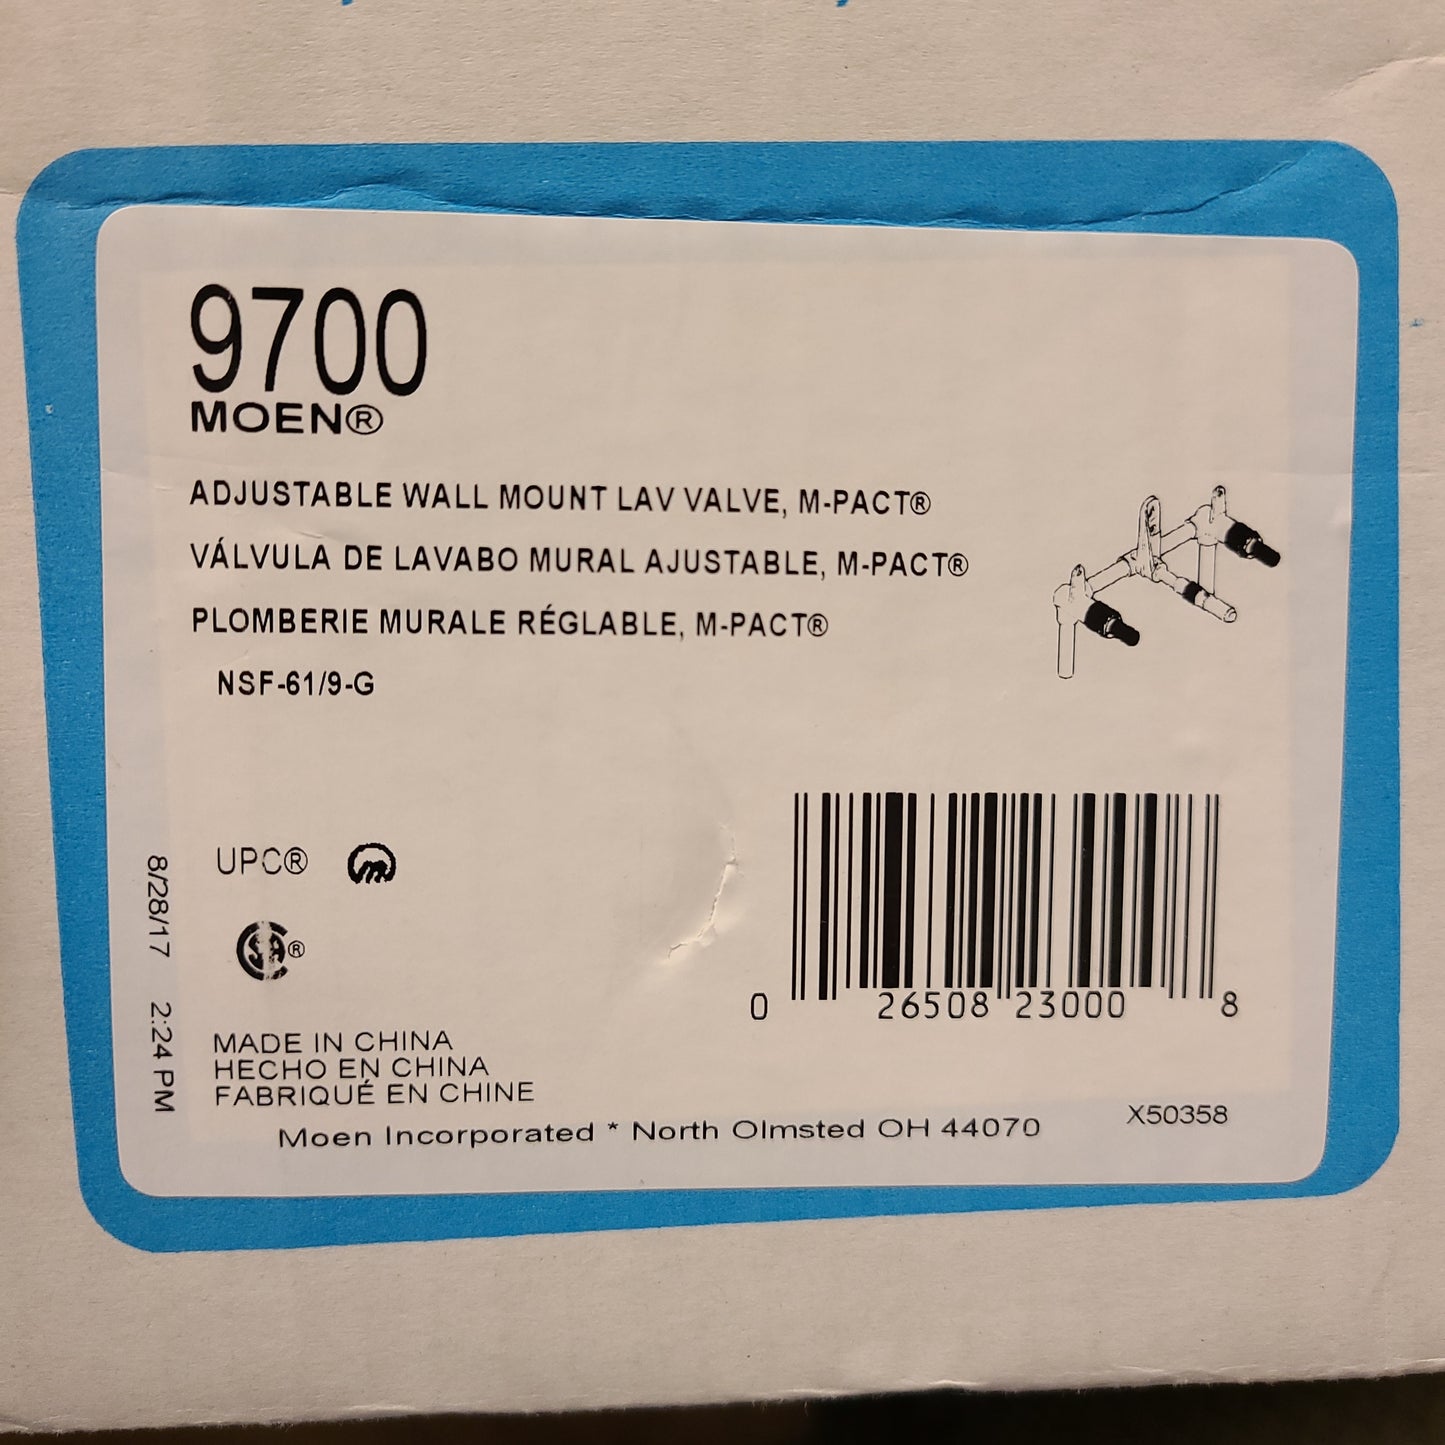 9700
MOEN®
ADJUSTABLE WALL MOUNT LAV VALVE, M-PACT®
VÁLVULA DE LAVABO MURAL AJUSTABLE, M-PACT®
PLOMBERIE MURALE RÉGLABLE, M-PACT®
NSF-61/9-G
UPC®
®
8/28/17 2:24 PM
0 26508 23000 8
MADE IN CHINA
HECHO EN CHINA
FABRIQUÉ EN CHINE
Moen Incorporated * North Olmsted OH 44070
X50358